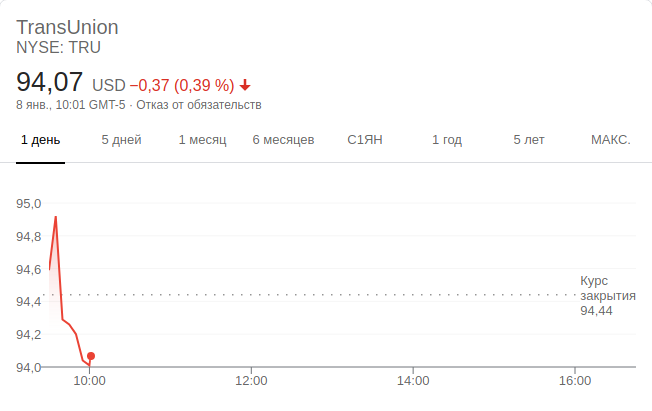 TransUnion
NYSE: TRU
94,07 USD −0,37 (0,39 %)
8 янв., 10:01 GMT-5 · Отказ от обязательств
1 день 5 дней 1 месяц 6 месяцев С1ЯН 1 год 5 лет МАКС.
95,0
94,8
94,6
94,4
94,2
94,0
Курс
закрытия
94,44
10:00 12:00 14:00 16:00